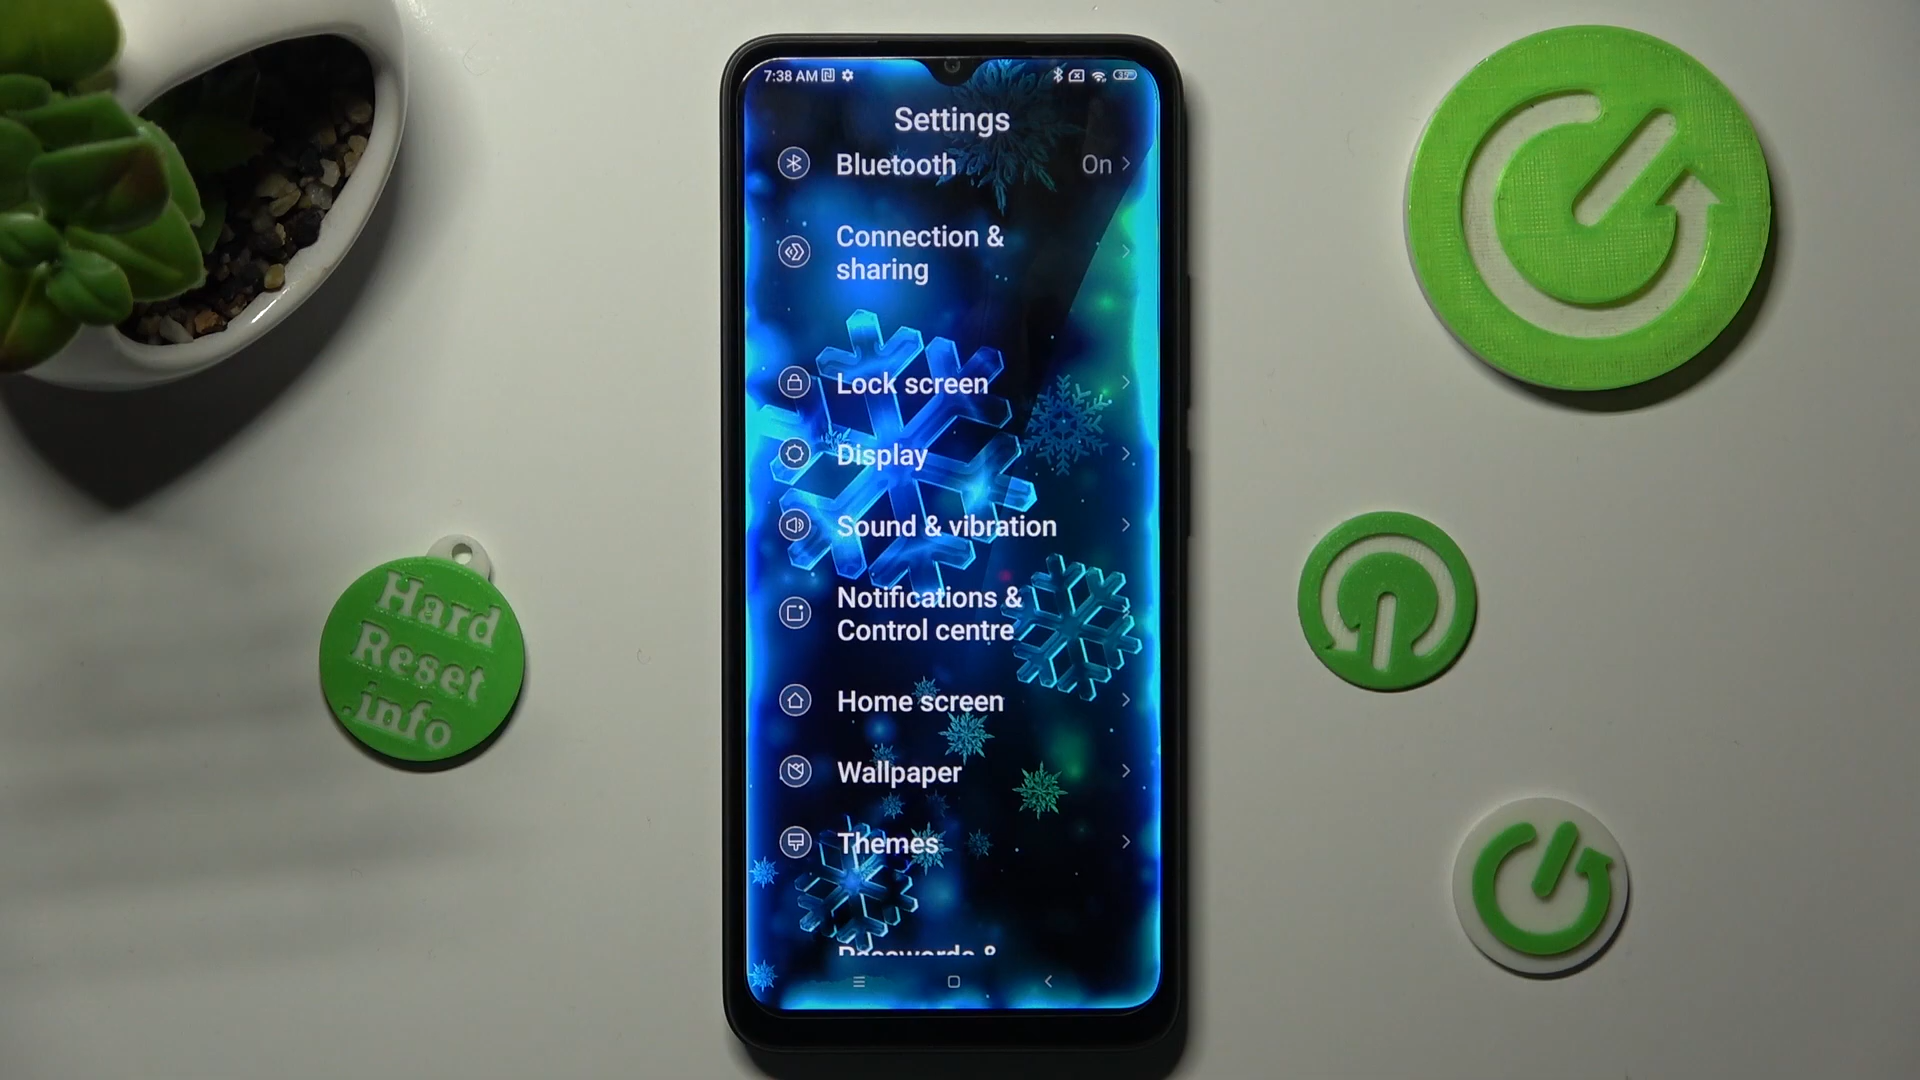 7:38 AM
Settings
Bluetooth On
Connection &
sharing
Lock screen
Display
Sound & vibration
Notifications &
Control centre
Home screen
Wallpaper
Themes
Passwords &
Hard
Reset
.info